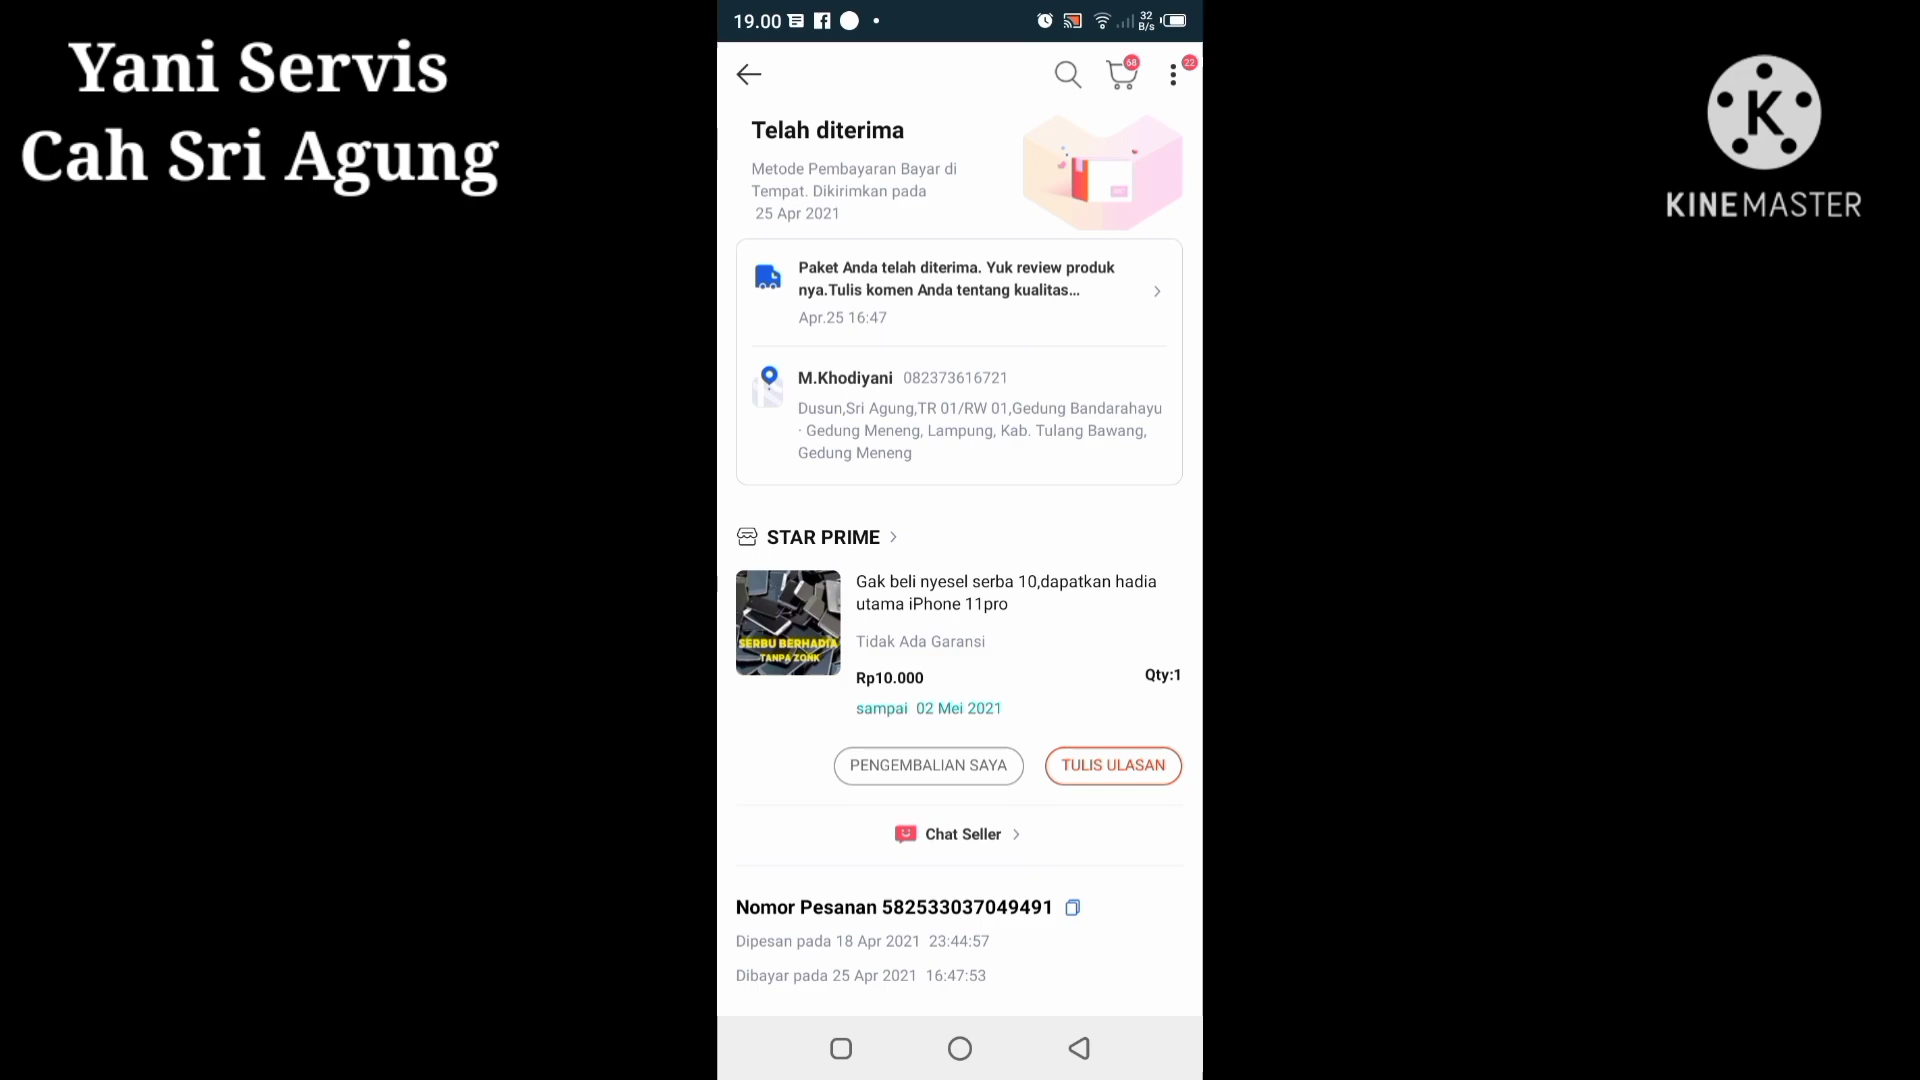 Yani Servis
Cah Sri Agung
KINEMASTER
19.00
32
B/s
68
22
Telah diterima
Metode Pembayaran Bayar di
Tempat. Dikirimkan pada
25 Apr 2021
Paket Anda telah diterima. Yuk review produk
nya.Tulis komen Anda tentang kualitas...
Apr.25 16:47
M.Khodiyani 082373616721
Dusun,Sri Agung,TR 01/RW 01,Gedung Bandarahayu
· Gedung Meneng, Lampung, Kab. Tulang Bawang,
Gedung Meneng
STAR PRIME
SERBU BERHADIA
TANPA ZONK
Gak beli nyesel serba 10,dapatkan hadia
utama iPhone 11pro
Tidak Ada Garansi
Rp10.000 Qty:1
sampai 02 Mei 2021
PENGEMBALIAN SAYA TULIS ULASAN
Chat Seller
Nomor Pesanan 582533037049491
Dipesan pada 18 Apr 2021 23:44:57
Dibayar pada 25 Apr 2021 16:47:53